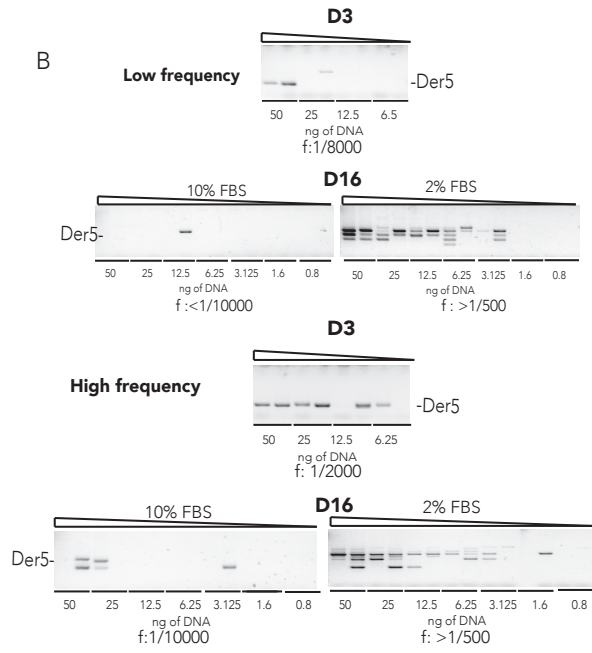 B
D3
Low frequency
-Der5
50 25 12.5 6.5
ng of DNA
f:1/8000
D16
10% FBS 2% FBS
Der5-
50 25 12.5 6.25 3.125 1.6 0.8 50 25 12.5 6.25 3.125 1.6 0.8
ng of DNA ng of DNA
f :<1/10000 f : >1/500
D3
High frequency
-Der5
50 25 12.5 6.25
ng of DNA
f: 1/2000
D16
10% FBS 2% FBS
Der5-
50 25 12.5 6.25 3.125 1.6 0.8 50 25 12.5 6.25 3.125 1.6 0.8
ng of DNA ng of DNA
f:1/10000 f: >1/500